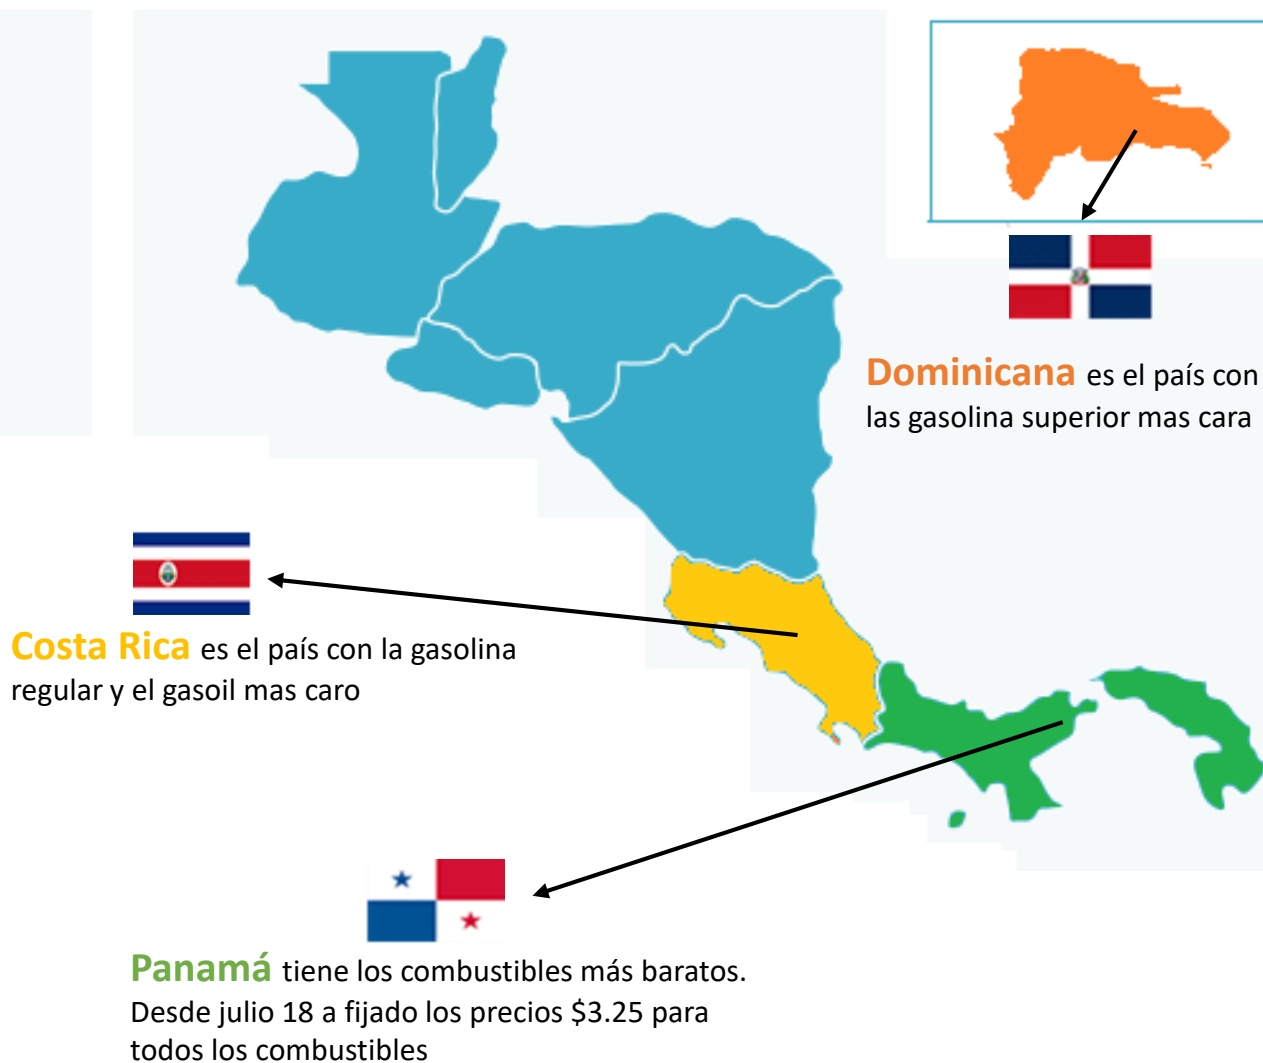 Dominicana es el país con
las gasolina superior mas cara
Costa Rica es el país con la gasolina
regular y el gasoil mas caro
Panamá tiene los combustibles más baratos.
Desde julio 18 a fijado los precios $3.25 para
todos los combustibles